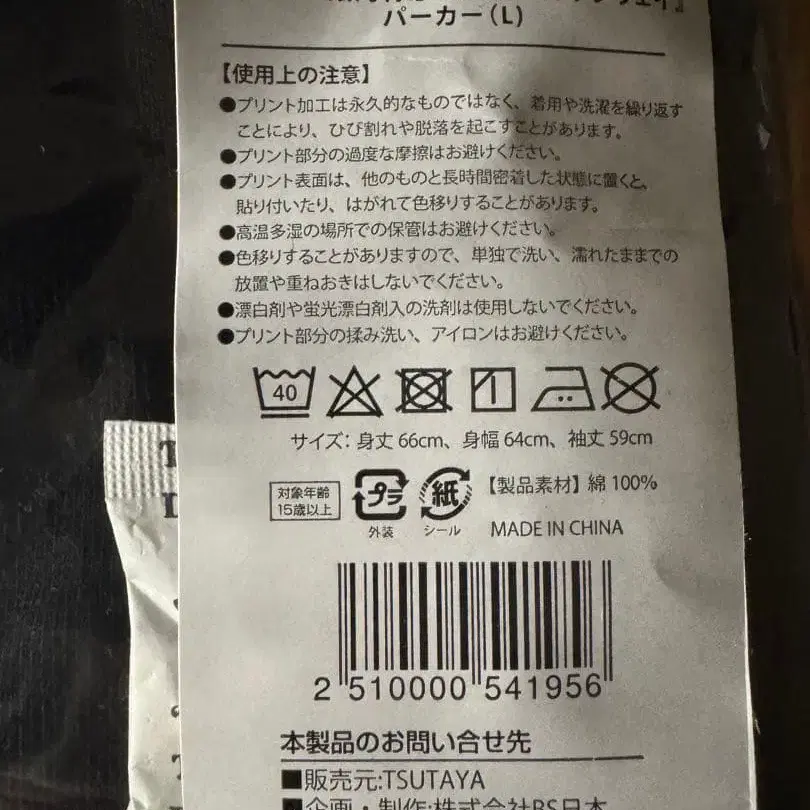 パーカー(L)
【使用上の注意】
●プリント加工は永久的なものではなく、着用や洗濯を繰り返す
ことにより、ひび割れや脱落を起こすことがあります。
●プリント部分の過度な摩擦はお避けください。
●プリント表面は、他のものと長時間密着した状態に置くと、
貼り付いたり、はがれて色移りすることがあります。
●高温多湿の場所での保管はお避けください。
●色移りすることがありますので、単独で洗い、濡れたままでの
放置や重ねおきはしないでください。
●漂白剤や蛍光漂白剤入の洗剤は使用しないでください。
●プリント部分の揉み洗い、アイロンはお避けください。
40
サイズ: 身丈 66cm、身幅 64cm、袖丈 59cm
対象年齢
15歳以上
プラ
外装
紙
シール
【製品素材】綿 100%
MADE IN CHINA
2 510000 541956
本製品のお問い合せ先
■販売元:TSUTAYA
■企画・制作:株式会社BS日本